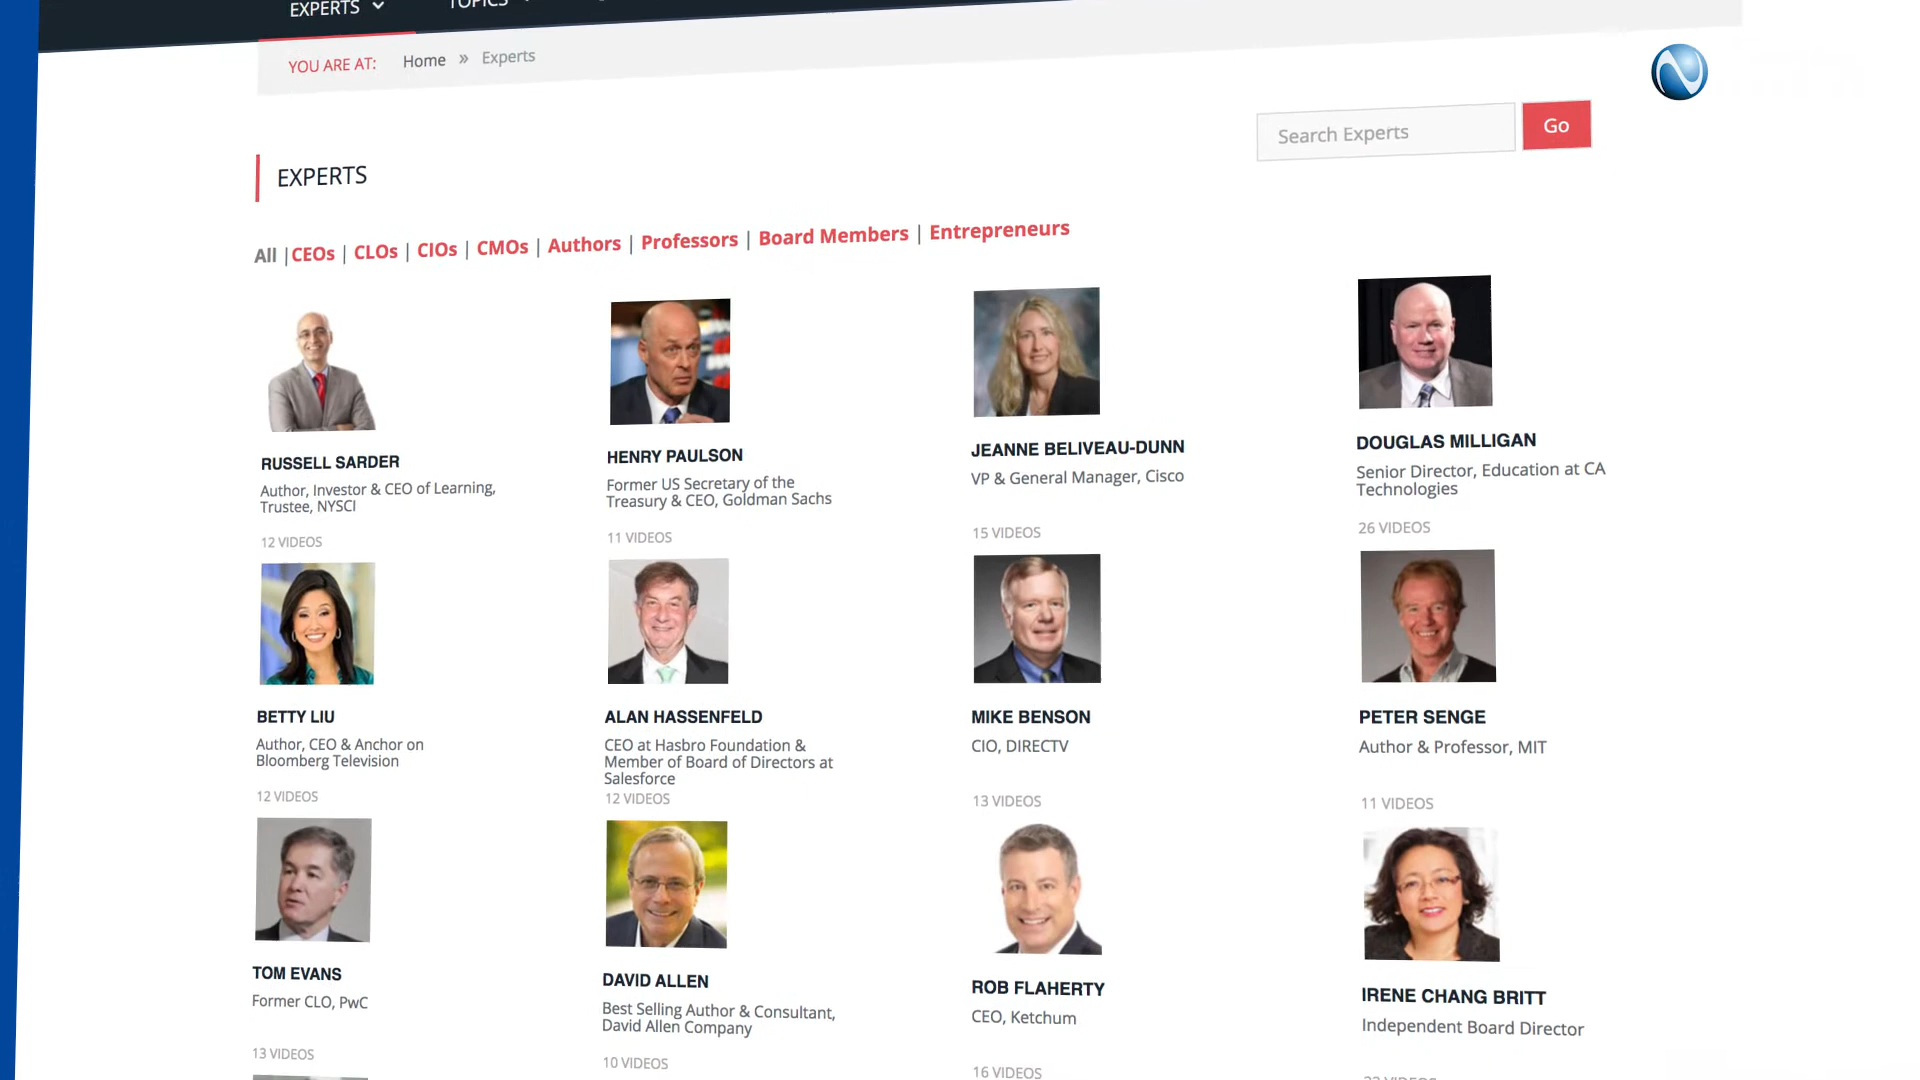 EXPERTS
TOPICS
YOU ARE AT: Home » Experts
Search Experts
Go
EXPERTS
All | CEOs | CLOs | CIOs | CMOs | Authors | Professors | Board Members | Entrepreneurs
RUSSELL SARDER
Author, Investor & CEO of Learning,
Trustee, NYSCI
12 VIDEOS
HENRY PAULSON
Former US Secretary of the
Treasury & CEO, Goldman Sachs
11 VIDEOS
JEANNE BELIVEAU-DUNN
VP & General Manager, Cisco
15 VIDEOS
DOUGLAS MILLIGAN
Senior Director, Education at CA
Technologies
26 VIDEOS
BETTY LIU
Author, CEO & Anchor on
Bloomberg Television
12 VIDEOS
ALAN HASSENFELD
CEO at Hasbro Foundation &
Member of Board of Directors at
Salesforce
12 VIDEOS
MIKE BENSON
CIO, DIRECTV
13 VIDEOS
PETER SENGE
Author & Professor, MIT
11 VIDEOS
TOM EVANS
Former CLO, PwC
13 VIDEOS
DAVID ALLEN
Best Selling Author & Consultant,
David Allen Company
10 VIDEOS
ROB FLAHERTY
CEO, Ketchum
16 VIDEOS
IRENE CHANG BRITT
Independent Board Director